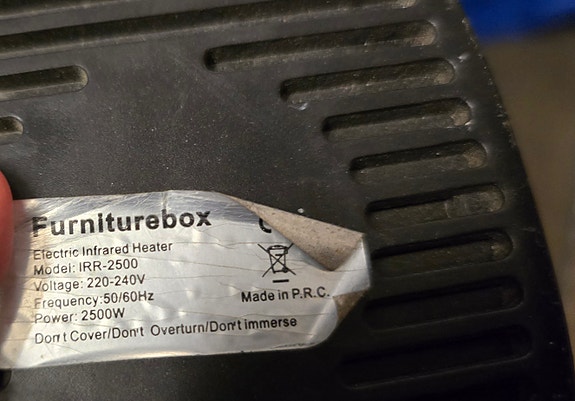 Furniturebox
Electric Infrared Heater
Model: IRR-2500
Voltage: 220-240V
Frequency:50/60Hz
Power: 2500W
Made in P.R.C.
Don't Cover/Don't Overturn/Don't immerse